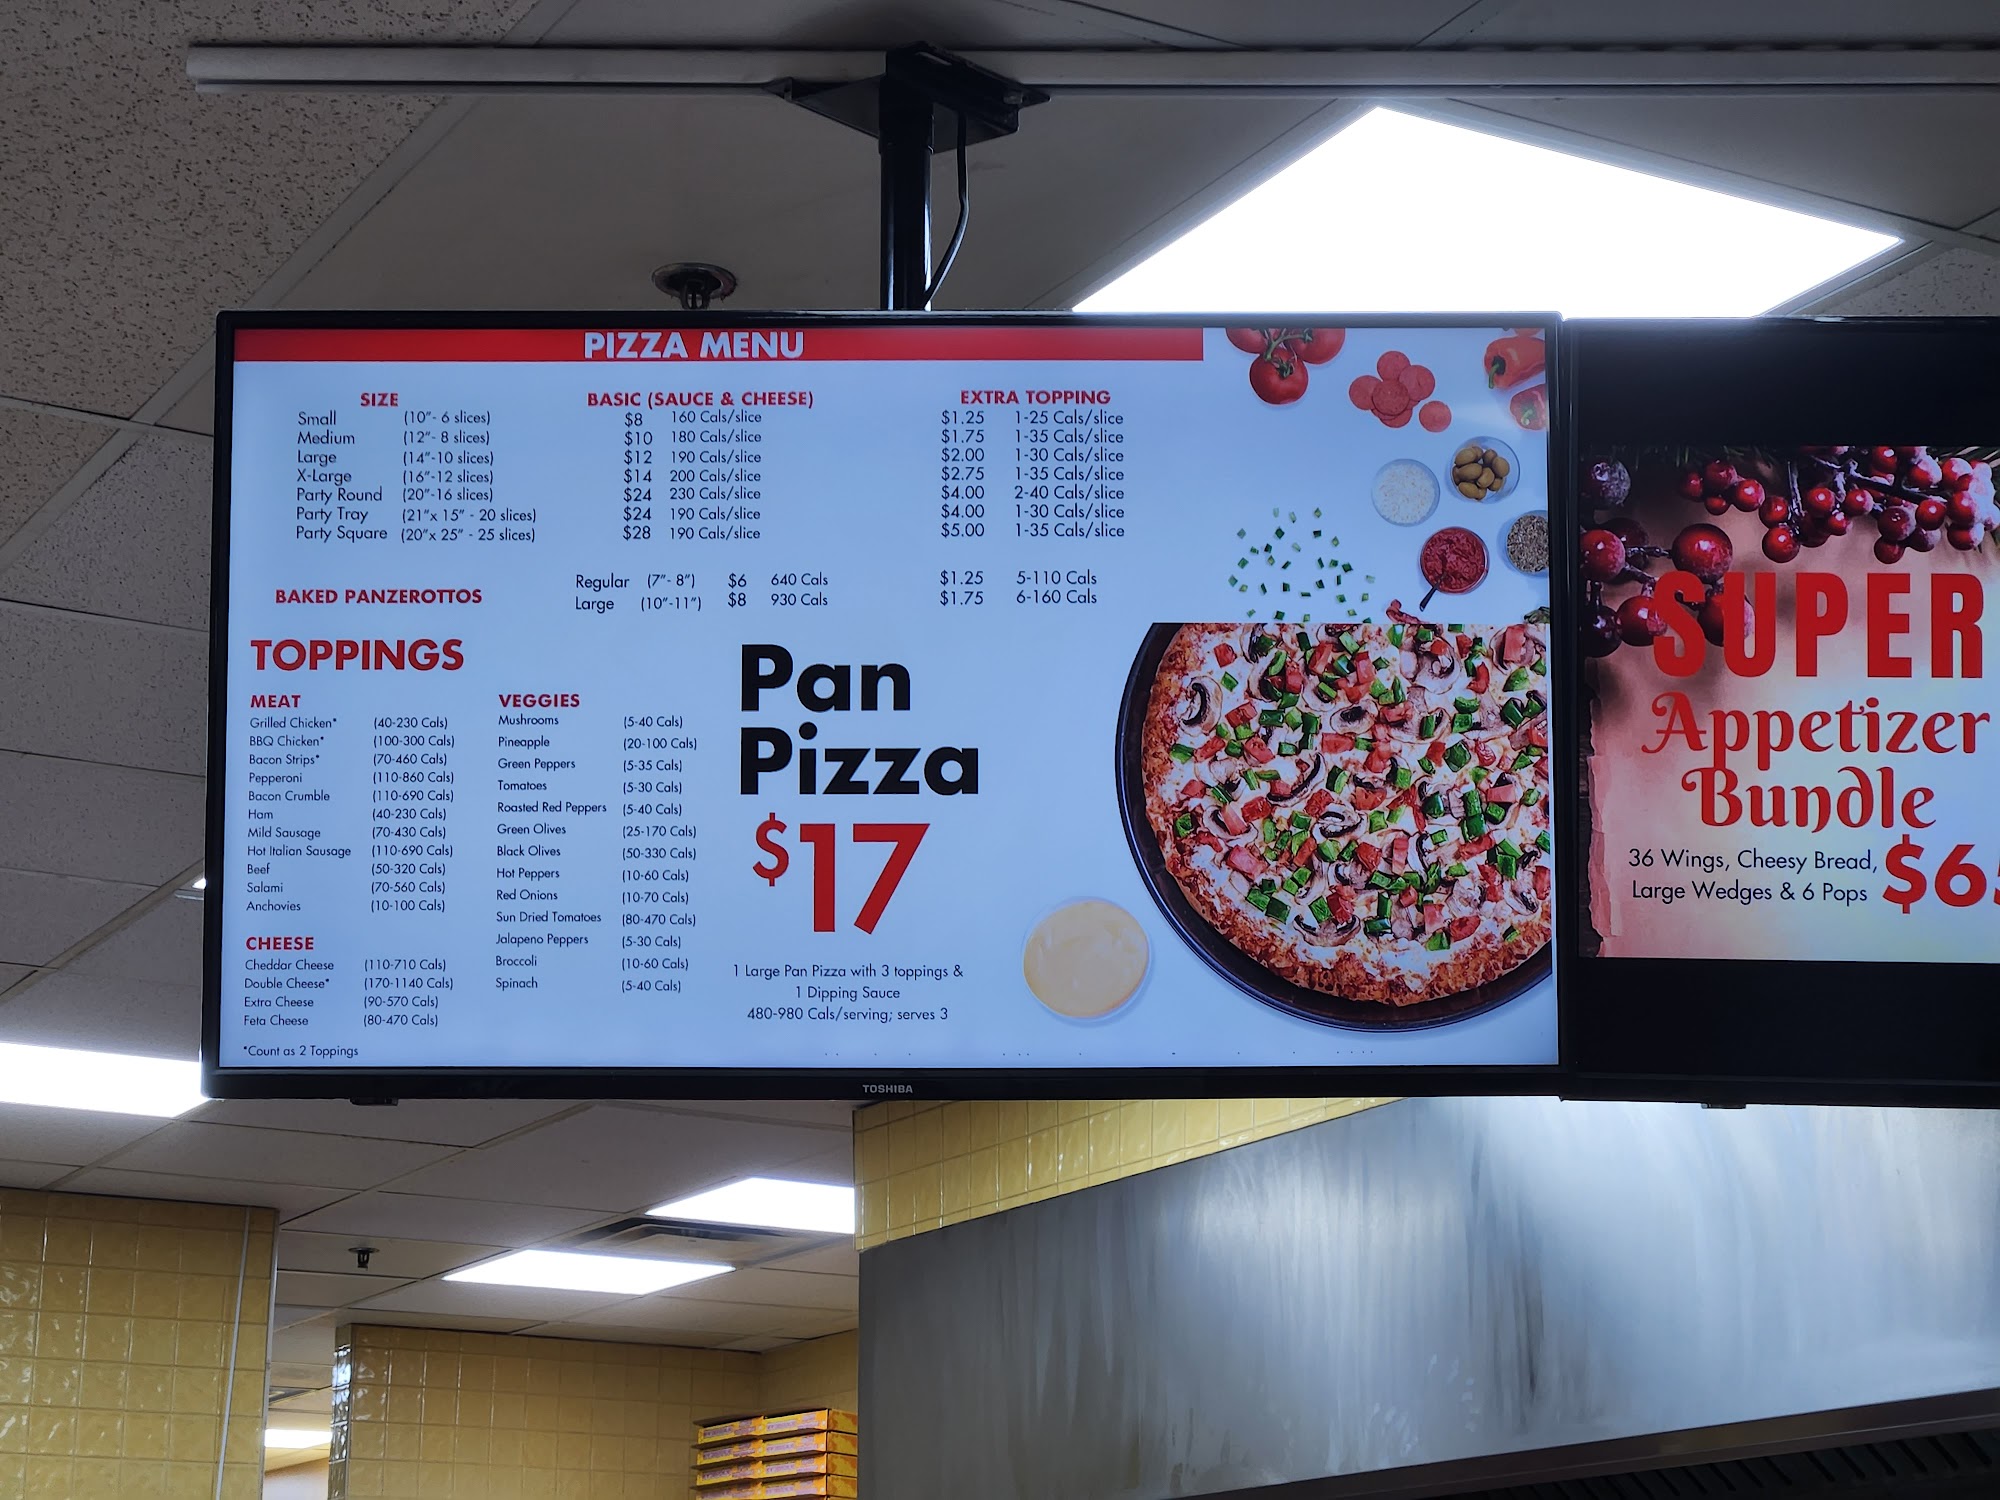 PIZZA MENU
SIZE BASIC (SAUCE & CHEESE) EXTRA TOPPING
Small (10"- 6 slices) $8 160 Cals/slice $1.25 1-25 Cals/slice
Medium (12"- 8 slices) $10 180 Cals/slice $1.75 1-35 Cals/slice
Large (14"-10 slices) $12 190 Cals/slice $2.00 1-30 Cals/slice
X-Large (16"-12 slices) $14 200 Cals/slice $2.75 1-35 Cals/slice
Party Round (20"-16 slices) $24 230 Cals/slice $4.00 2-40 Cals/slice
Party Tray (21"x 15" - 20 slices) $24 190 Cals/slice $4.00 1-30 Cals/slice
Party Square (20"x 25" - 25 slices) $28 190 Cals/slice $5.00 1-35 Cals/slice
BAKED PANZEROTTOS
Regular (7"- 8") $6 640 Cals $1.25 5-110 Cals
Large (10"-11") $8 930 Cals $1.75 6-160 Cals
TOPPINGS
MEAT
Grilled Chicken* (40-230 Cals)
BBQ Chicken* (100-300 Cals)
Bacon Strips* (70-460 Cals)
Pepperoni (110-860 Cals)
Bacon Crumble (110-690 Cals)
Ham (40-230 Cals)
Mild Sausage (70-430 Cals)
Hot Italian Sausage (110-690 Cals)
Beef (50-320 Cals)
Salami (70-560 Cals)
Anchovies (10-100 Cals)
CHEESE
Cheddar Cheese (110-710 Cals)
Double Cheese* (170-1140 Cals)
Extra Cheese (90-570 Cals)
Feta Cheese (80-470 Cals)
*Count as 2 Toppings
VEGGIES
Mushrooms (5-40 Cals)
Pineapple (20-100 Cals)
Green Peppers (5-35 Cals)
Tomatoes (5-30 Cals)
Roasted Red Peppers (5-40 Cals)
Green Olives (25-170 Cals)
Black Olives (50-330 Cals)
Hot Peppers (10-60 Cals)
Red Onions (10-70 Cals)
Sun Dried Tomatoes (80-470 Cals)
Jalapeno Peppers (5-30 Cals)
Broccoli (10-60 Cals)
Spinach (5-40 Cals)
Pan
Pizza
$17
1 Large Pan Pizza with 3 toppings &
1 Dipping Sauce
480-980 Cals/serving; serves 3
TOSHIBA
SUPER
Appetizer
Bundle
36 Wings, Cheesy Bread,
Large Wedges & 6 Pops